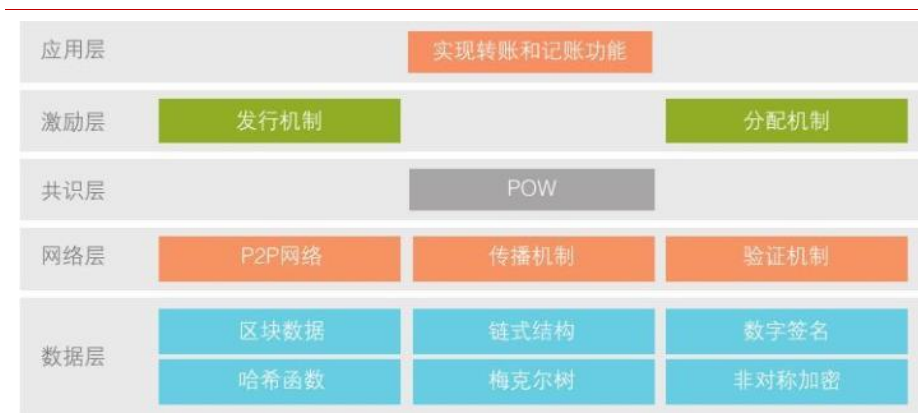 应用层 实现转账和记账功能
激励层 发行机制 分配机制
共识层 POW
网络层 P2P网络 传播机制 验证机制
数据层
区块数据 链式结构 数字签名
哈希函数 梅克尔树 非对称加密